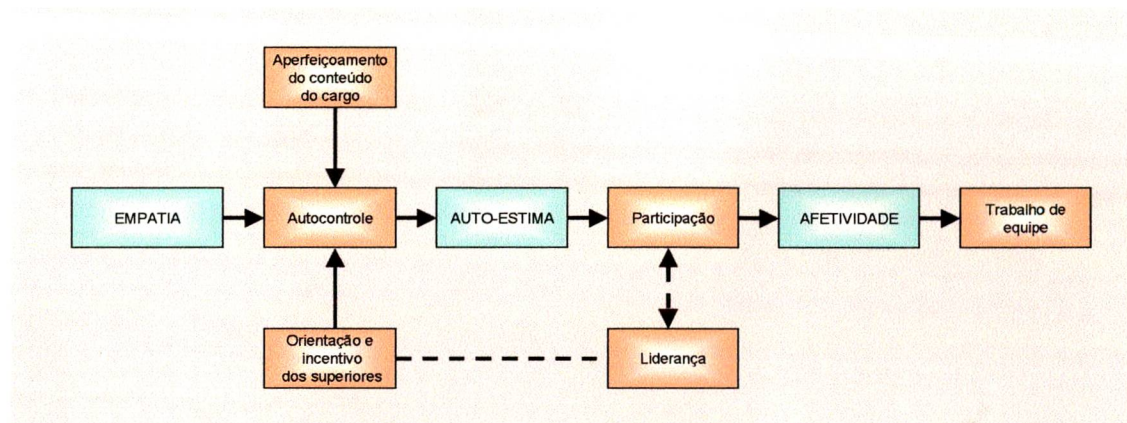 Aperfeiçoamento
do conteúdo
do cargo
EMPATIA
Autocontrole
AUTO-ESTIMA
Participação
AFETIVIDADE
Trabalho de
equipe
Orientação e
incentivo
dos superiores
Liderança